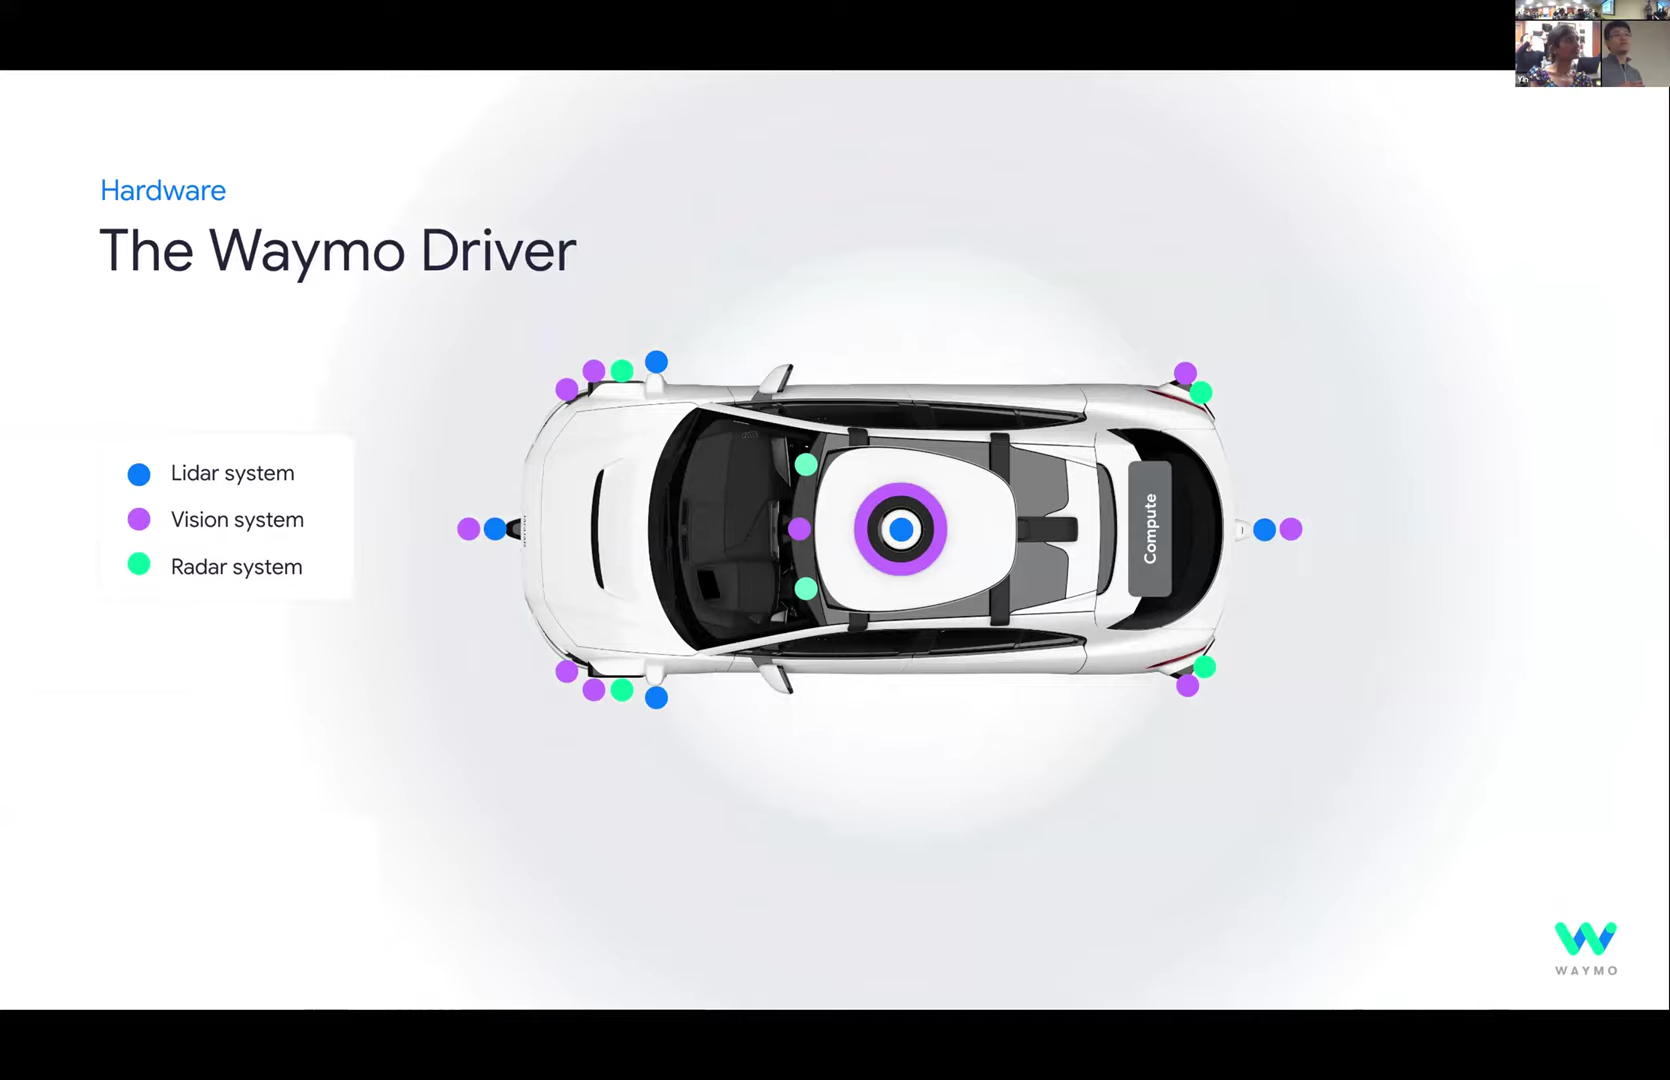 Hardware
The Waymo Driver
Lidar system
Vision system
Radar system
Compute
WAYMO